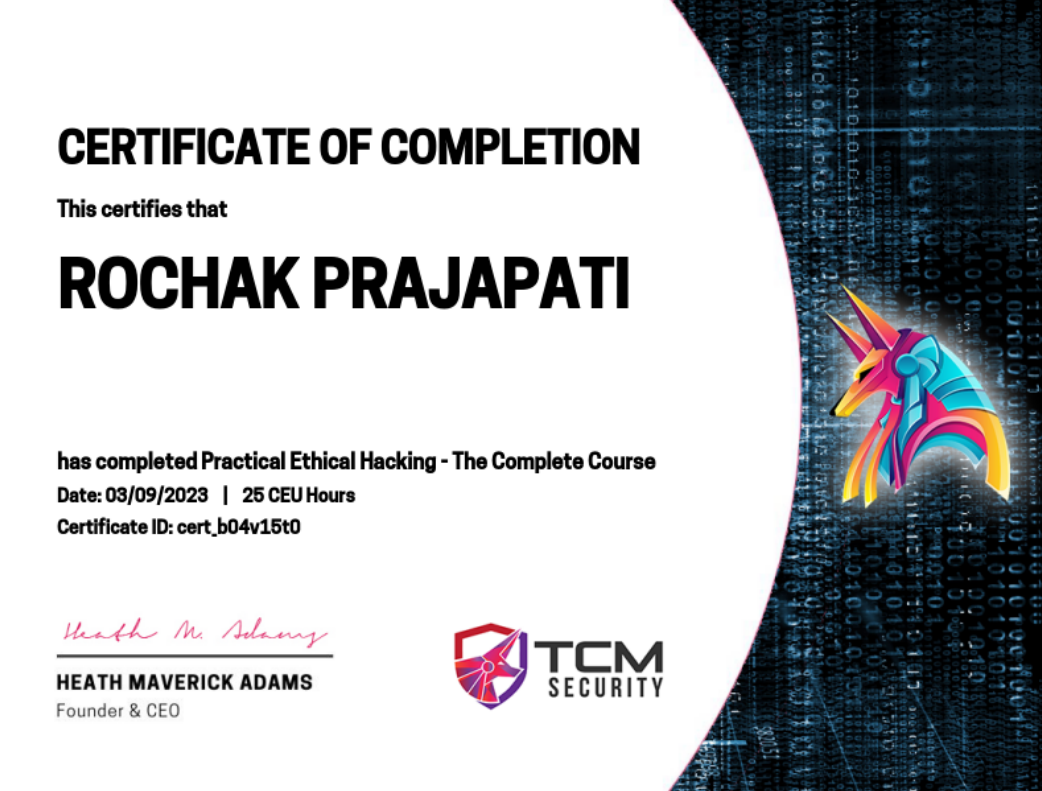 CERTIFICATE OF COMPLETION
This certifies that
ROCHAK PRAJAPATI
has completed Practical Ethical Hacking - The Complete Course
Date: 03/09/2023 | 25 CEU Hours
Certificate ID: cert_b04v15t0
Heath M. Adams
HEATH MAVERICK ADAMS
Founder & CEO
TCM
SECURITY